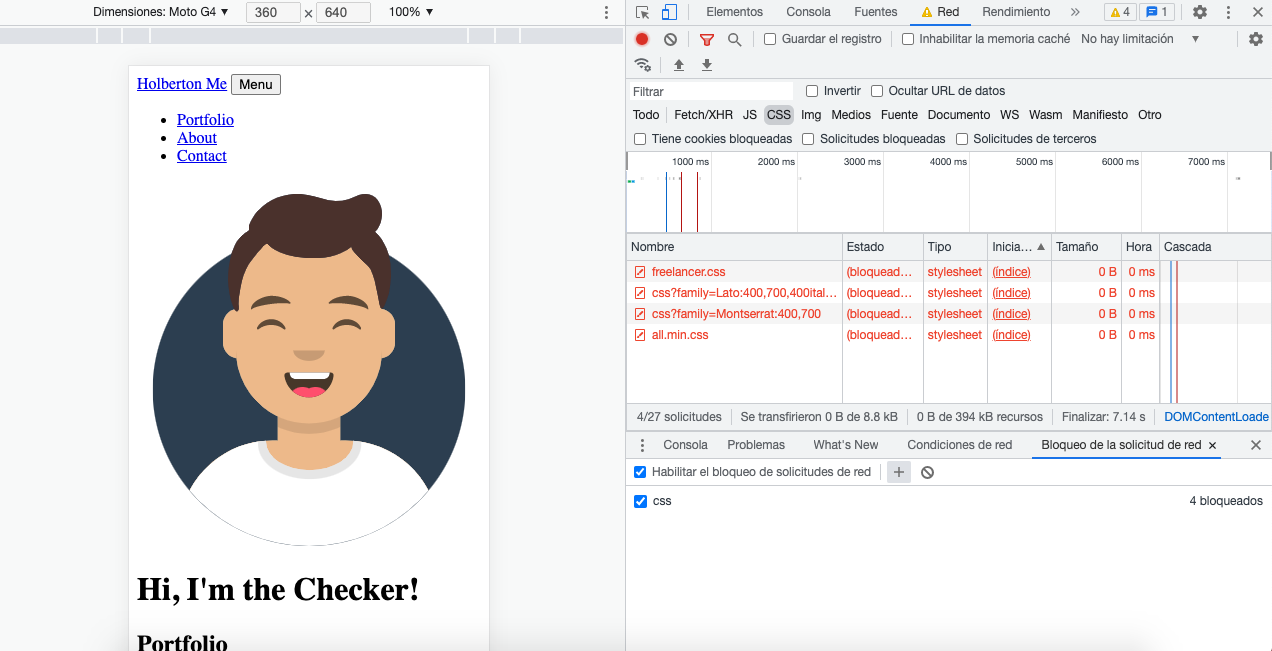 Dimensiones: Moto G4 ▼ 360 × 640 100% ▼
Holberton Me Menu
Portfolio
About
Contact
Hi, I'm the Checker!
Portfolio
Elementos Consola Fuentes Red Rendimiento » 4 1
Guardar el registro Inhabilitar la memoria caché No hay limitación ▼
Filtrar Invertir Ocultar URL de datos
Todo Fetch/XHR JS CSS Img Medios Fuente Documento WS Wasm Manifiesto Otro
Tiene cookies bloqueadas Solicitudes bloqueadas Solicitudes de terceros
1000 ms 2000 ms 3000 ms 4000 ms 5000 ms 6000 ms 7000 ms
Nombre Estado Tipo Inicia… ▲ Tamaño Hora Cascada
freelancer.css (bloquead… stylesheet (índice) 0 B 0 ms
css?family=Lato:400,700,400ital… (bloquead… stylesheet (índice) 0 B 0 ms
css?family=Montserrat:400,700 (bloquead… stylesheet (índice) 0 B 0 ms
all.min.css (bloquead… stylesheet (índice) 0 B 0 ms
4/27 solicitudes Se transfirieron 0 B de 8.8 kB 0 B de 394 kB recursos Finalizar: 7.14 s DOMContentLoade
Consola Problemas What's New Condiciones de red Bloqueo de la solicitud de red ×
Habilitar el bloqueo de solicitudes de red
css 4 bloqueados